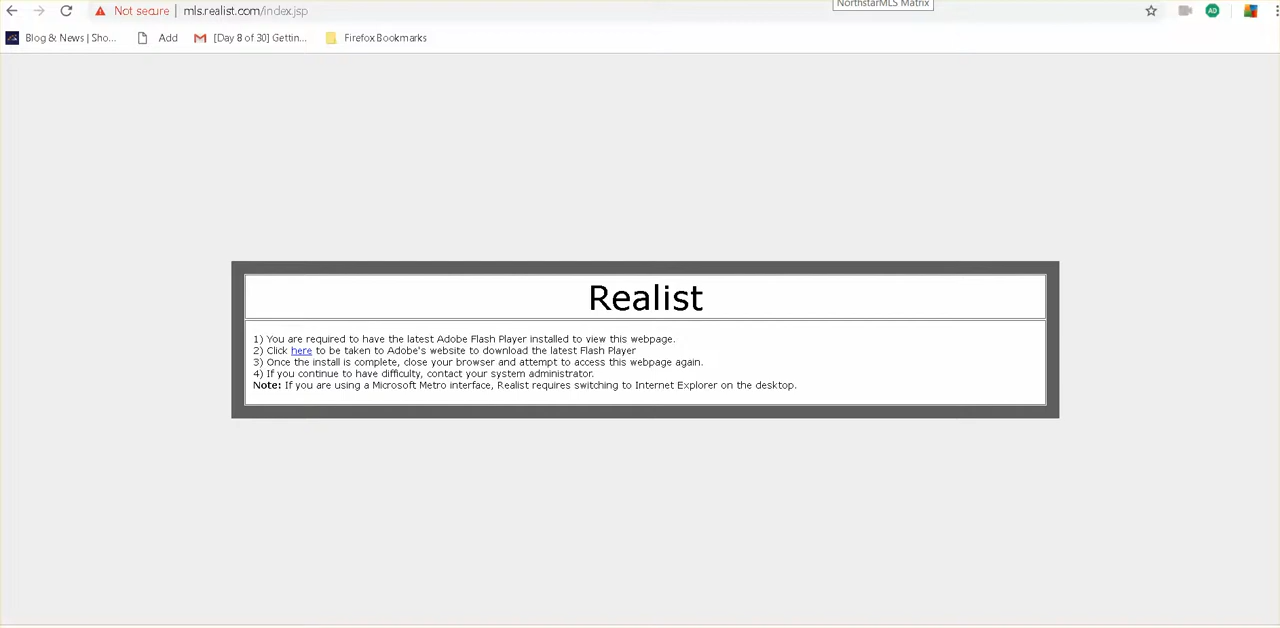 NorthstarMLS Matrix
Not secure | mls.realist.com/index.jsp
AD
Blog & News | Sho... Add [Day 8 of 30] Gettin... Firefox Bookmarks
Realist
1) You are required to have the latest Adobe Flash Player installed to view this webpage.
2) Click here to be taken to Adobe's website to download the latest Flash Player
3) Once the install is complete, close your browser and attempt to access this webpage again.
4) If you continue to have difficulty, contact your system administrator.
Note: If you are using a Microsoft Metro interface, Realist requires switching to Internet Explorer on the desktop.